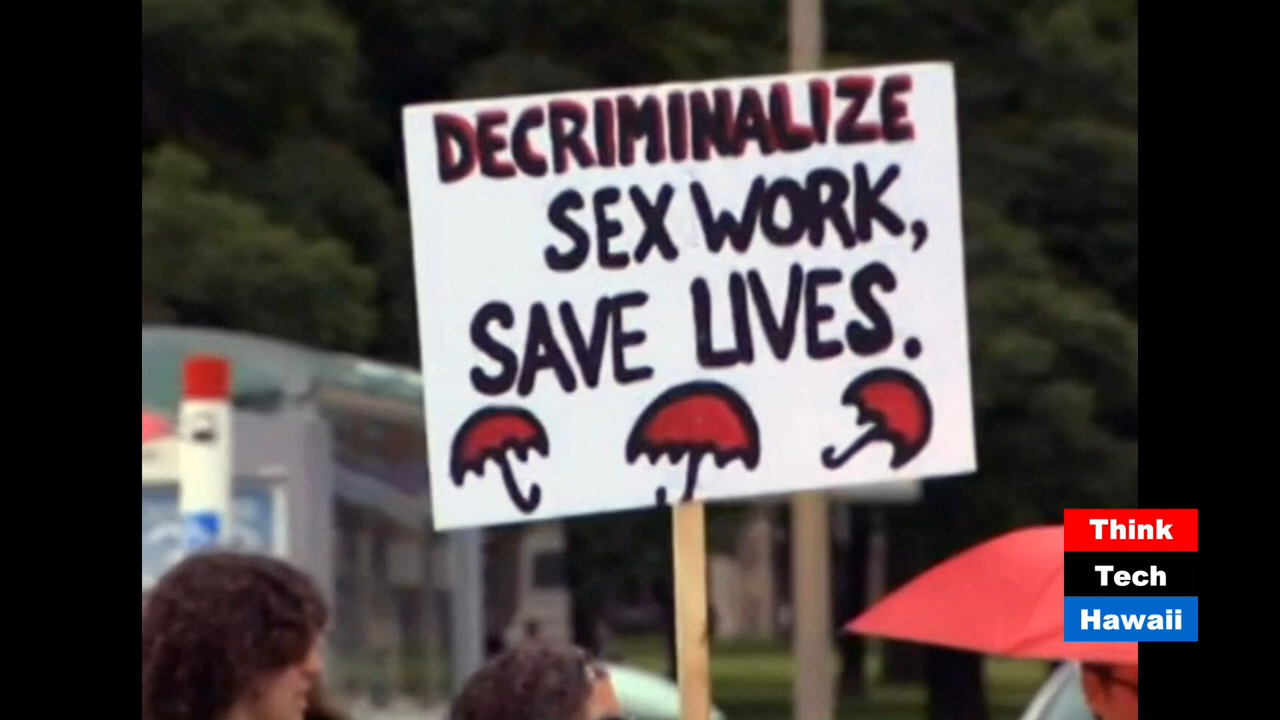 DECRIMINALIZE
SEX WORK,
SAVE LIVES.
Think
Tech
Hawaii